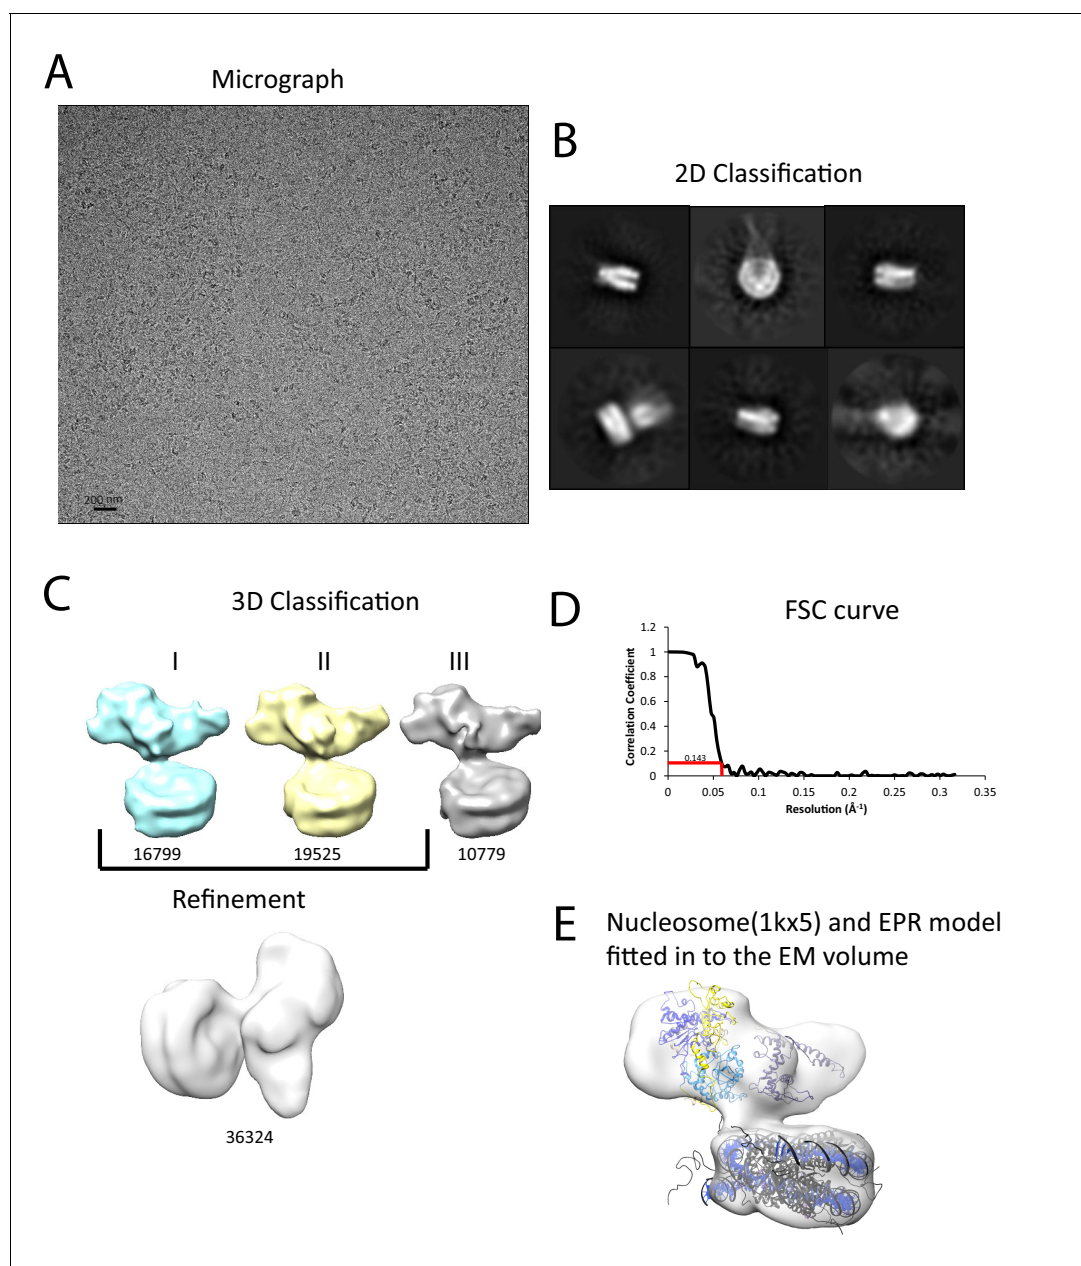 A
Micrograph
200 nm
B
2D Classification
C
3D Classification
I II III
16799 19525 10779
Refinement
36324
D
FSC curve
Correlation Coefficient
1.2
1
0.8
0.6
0.4
0.2
0
0.143
0 0.05 0.1 0.15 0.2 0.25 0.3 0.35
Resolution (Å⁻¹)
E
Nucleosome(1kx5) and EPR model
fitted in to the EM volume